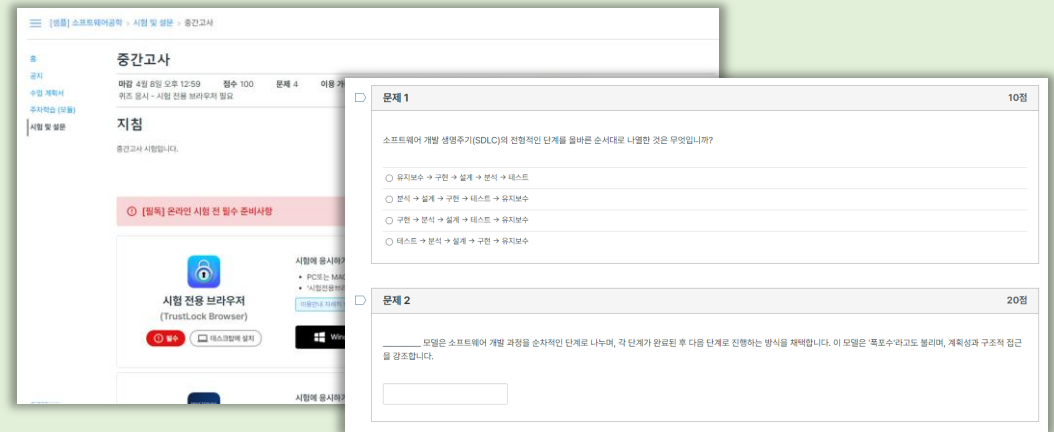 [샘플] 소프트웨어공학 > 시험 및 설문 > 중간고사
홈
공지
수업 계획서
주차학습 (모듈)
시험 및 설문
중간고사
마감 4월 8일 오후 12:59 점수 100 문제 4 이용 가
퀴즈 응시 - 시험 전용 브라우저 필요
지침
중간고사 시험입니다.
[필독] 온라인 시험 전 필수 준비사항
시험 전용 브라우저
(TrustLock Browser)
필수
데스크탑에 설치
시험에 응시하기
• PC또는 MAC
• '시험전용브라
Wind
시험에 응시하기
문제 1 10점
소프트웨어 개발 생명주기(SDLC)의 전형적인 단계를 올바른 순서대로 나열한 것은 무엇입니까?
유지보수 → 구현 → 설계 → 분석 → 테스트
분석 → 설계 → 구현 → 테스트 → 유지보수
구현 → 분석 → 설계 → 테스트 → 유지보수
테스트 → 분석 → 설계 → 구현 → 유지보수
문제 2 20점
________ 모델은 소프트웨어 개발 과정을 순차적인 단계로 나누며, 각 단계가 완료된 후 다음 단계로 진행하는 방식을 채택합니다. 이 모델은 '폭포수'라고도 불리며, 계획성과 구조적 접근
을 강조합니다.